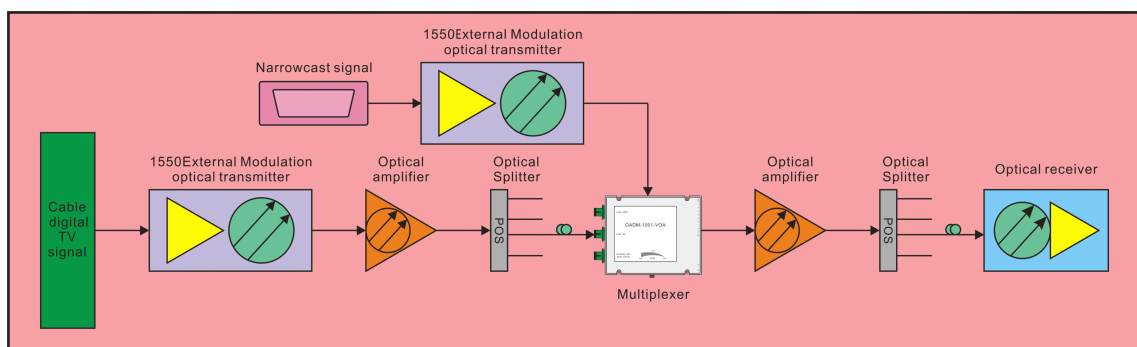 1550External Modulation
optical transmitter
Narrowcast signal
Cable
digital
TV
signal
1550External Modulation
optical transmitter
Optical
amplifier
Optical
Splitter
POS
OADM-1001-VOA
Multiplexer
Optical
amplifier
Optical
Splitter
POS
Optical receiver